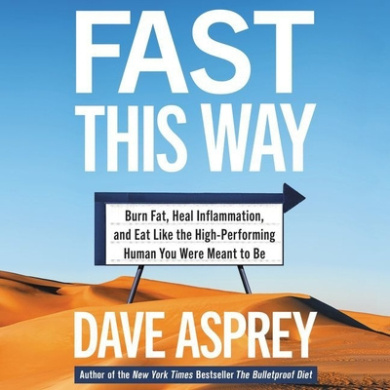 FAST
THIS WAY
Burn Fat, Heal Inflammation,
and Eat Like the High-Performing
Human You Were Meant to Be
DAVE ASPREY
Author of the New York Times Bestseller The Bulletproof Diet